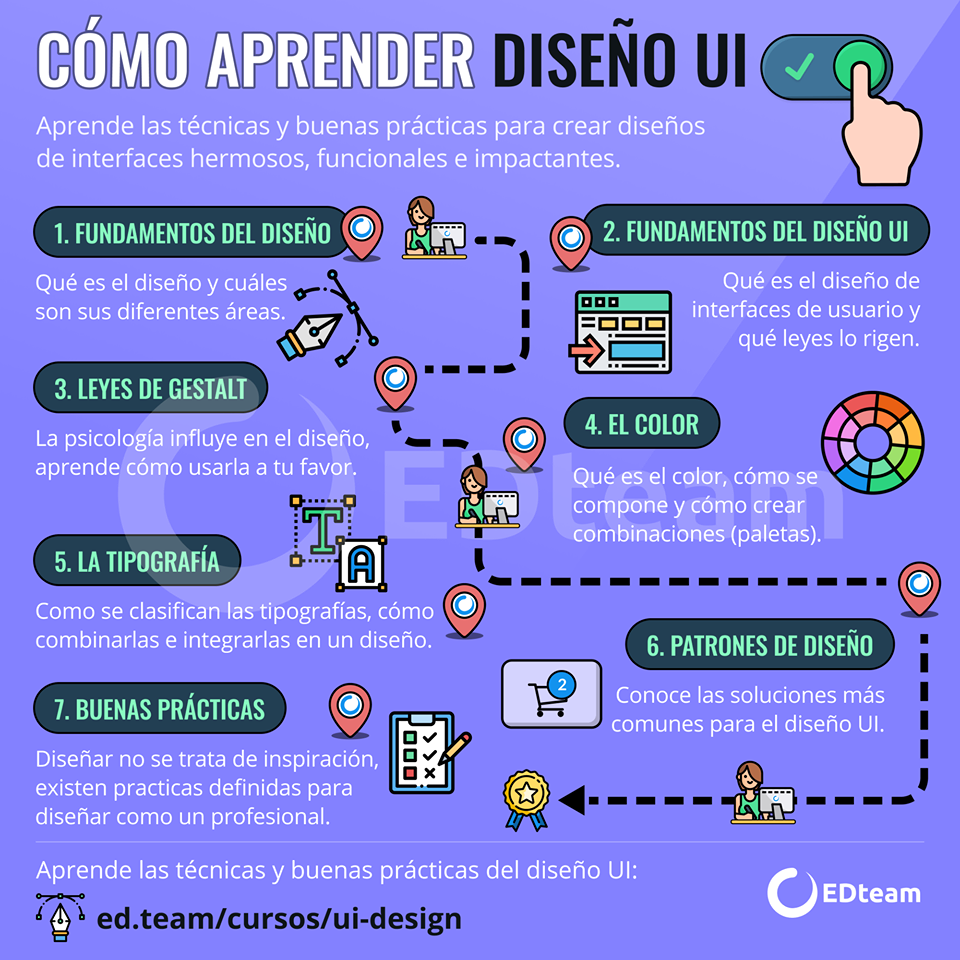 CÓMO APRENDER DISEÑO UI
Aprende las técnicas y buenas prácticas para crear diseños
de interfaces hermosos, funcionales e impactantes.
1. FUNDAMENTOS DEL DISEÑO
Qué es el diseño y cuáles
son sus diferentes áreas.
2. FUNDAMENTOS DEL DISEÑO UI
Qué es el diseño de
interfaces de usuario y
qué leyes lo rigen.
3. LEYES DE GESTALT
La psicología influye en el diseño,
aprende cómo usarla a tu favor.
4. EL COLOR
Qué es el color, cómo se
compone y cómo crear
combinaciones (paletas).
EDteam
T
A
5. LA TIPOGRAFÍA
Como se clasifican las tipografías, cómo
combinarlas e integrarlas en un diseño.
6. PATRONES DE DISEÑO
2
Conoce las soluciones más
comunes para el diseño UI.
7. BUENAS PRÁCTICAS
Diseñar no se trata de inspiración,
existen practicas definidas para
diseñar como un profesional.
Aprende las técnicas y buenas prácticas del diseño UI:
ed.team/cursos/ui-design
EDteam